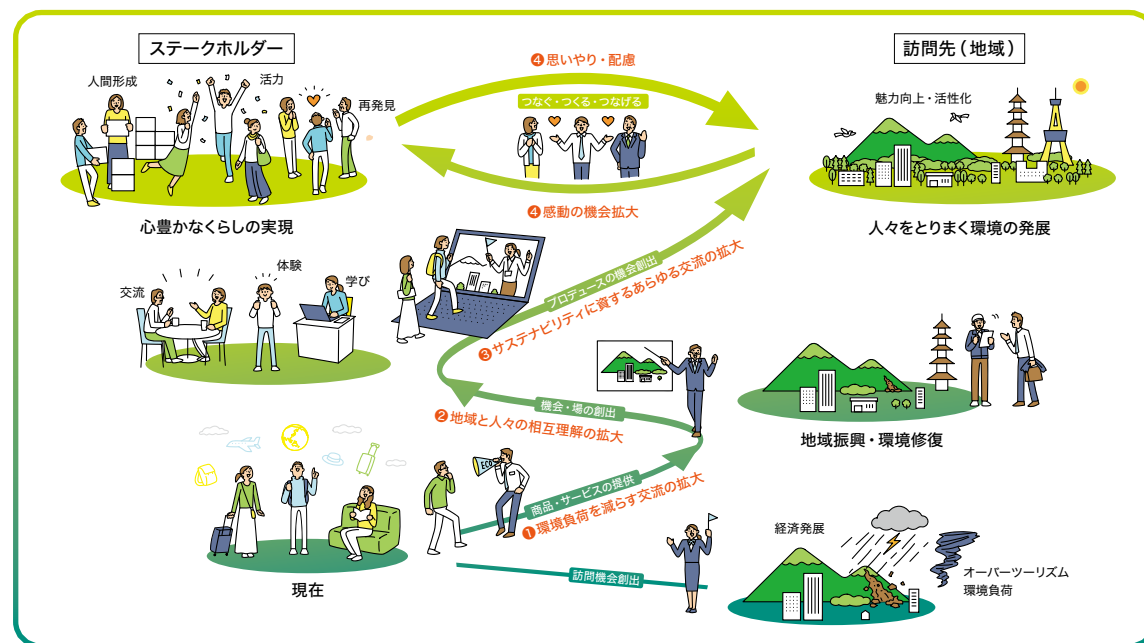 ステークホルダー
訪問先(地域)
人間形成
活力
再発見
❹思いやり・配慮
つなぐ・つくる・つなげる
❹感動の機会拡大
魅力向上・活性化
心豊かなくらしの実現
人々をとりまく環境の発展
交流
体験
学び
プロデュースの機会創出
❸サステナビリティに資するあらゆる交流の拡大
機会・場の創出
❷地域と人々の相互理解の拡大
地域振興・環境修復
ECO
商品・サービスの提供
❶環境負荷を減らす交流の拡大
現在
訪問機会創出
経済発展
オーバーツーリズム
環境負荷